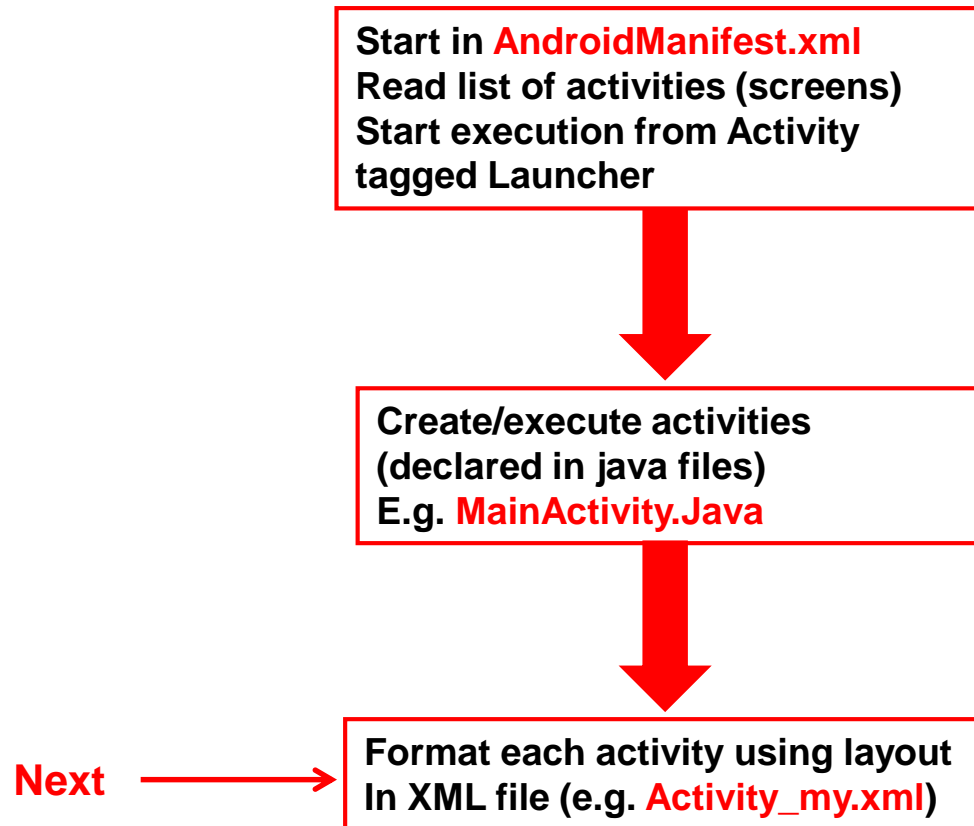 Start in AndroidManifest.xml
Read list of activities (screens)
Start execution from Activity
tagged Launcher
Create/execute activities
(declared in java files)
E.g. MainActivity.Java
Next
Format each activity using layout
In XML file (e.g. Activity_my.xml)